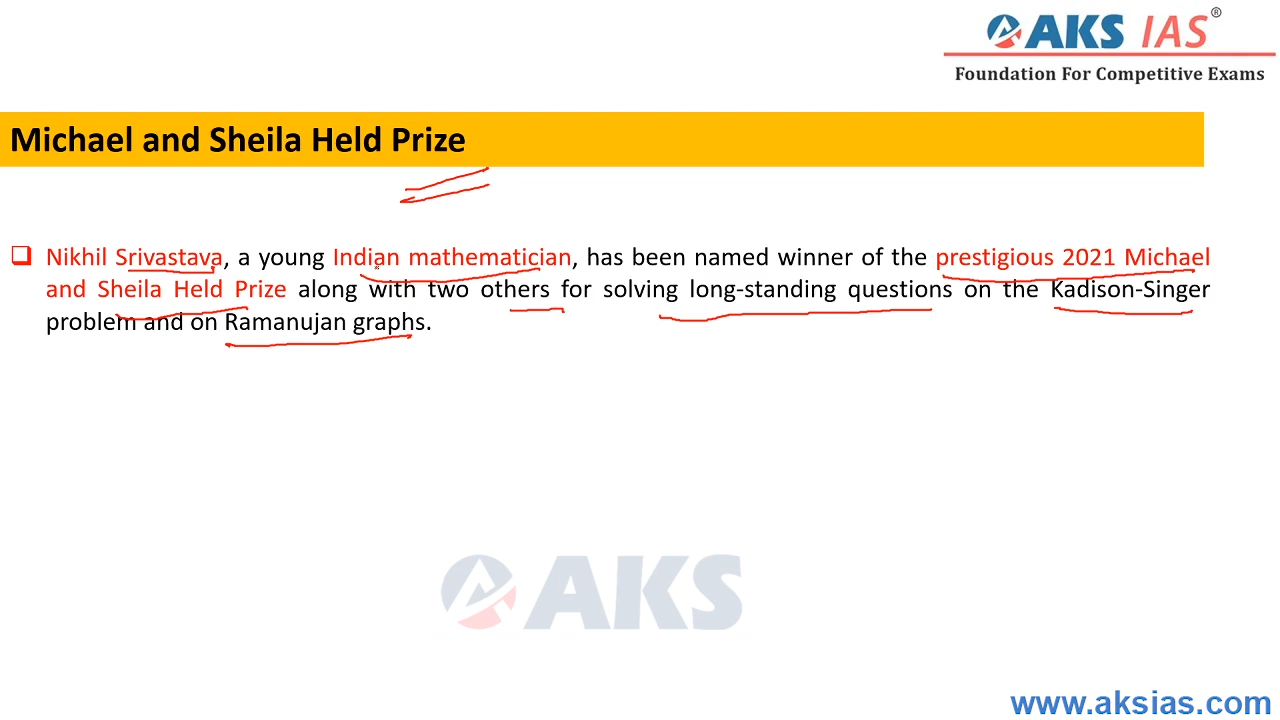 AKS IAS®
Foundation For Competitive Exams
Michael and Sheila Held Prize
Nikhil Srivastava, a young Indian mathematician, has been named winner of the prestigious 2021 Michael
and Sheila Held Prize along with two others for solving long-standing questions on the Kadison-Singer
problem and on Ramanujan graphs.
AKS
www.aksias.com